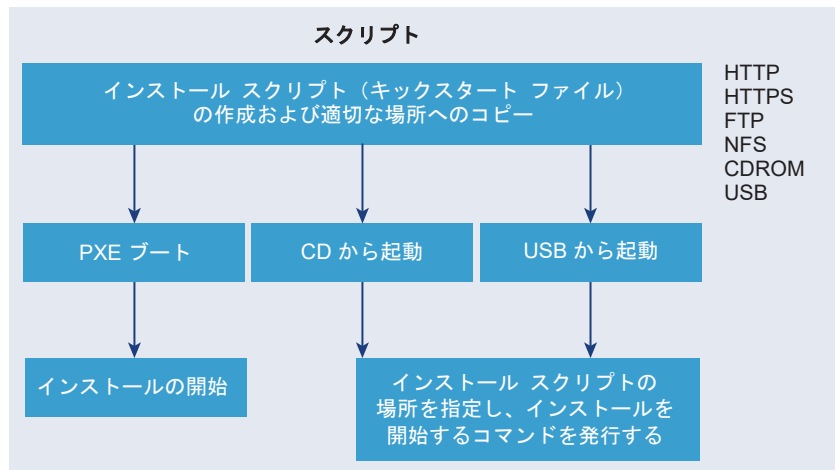 スクリプト
インストール スクリプト（キックスタート ファイル）
の作成および適切な場所へのコピー
HTTP
HTTPS
FTP
NFS
CDROM
USB
PXE ブート
CD から起動
USB から起動
インストールの開始
インストール スクリプトの
場所を指定し、インストールを
開始するコマンドを発行する